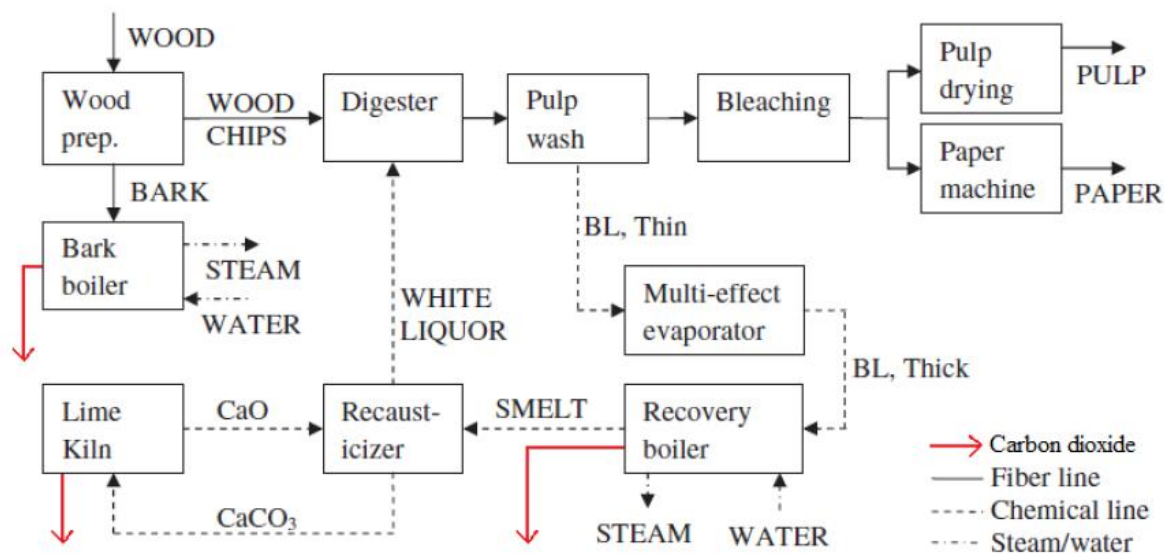 WOOD
Wood
prep.
WOOD
CHIPS
Digester
Pulp
wash
Bleaching
Pulp
drying
PULP
Paper
machine
PAPER
BARK
Bark
boiler
STEAM
WATER
WHITE
LIQUOR
BL, Thin
Multi-effect
evaporator
BL, Thick
Lime
Kiln
CaO
Recaust-
icizer
SMELT
Recovery
boiler
CaCO₃
STEAM
WATER
Carbon dioxide
Fiber line
Chemical line
Steam/water